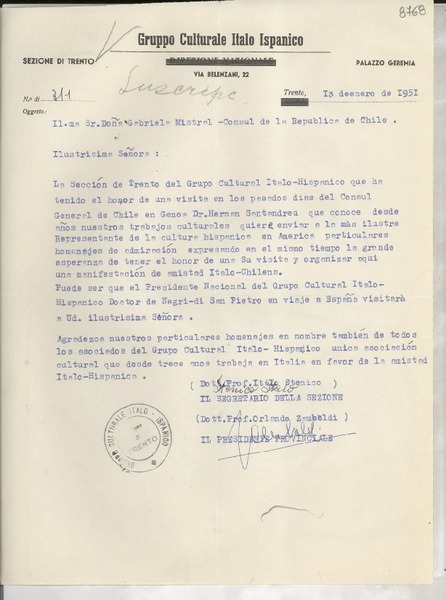 8768
Gruppo Culturale Italo Ispanico
SEZIONE DI TRENTO
DIREZIONE NAZIONALE
PALAZZO GEREMIA
VIA BELENZANI, 22
N.o di 311
Trento, 13 deenero de 1951
Oggetto:
Il.ma Sr.Doña Gabriela Mistral -Consul de la Republica de Chile .
Ilustrisima Señora :
La Sección de Trento del Grupo Cultural Italo-Hispanico que ha
tenido el honor de una visita en los pasados dias del Consul
General de Chile en Genoa Dr.Hernan Santandreu que conoce desde
años nuestros trabajos culturales quiere enviar a la más ilustre
Representante de la cultura hispanica en America particulares
homenajes de admiración expresando en el mismo tiempo la grande
esperanza de tener el honor de una Su visita y organizar aqui
una manifestación de amistad Italo-Chilena.
Puede ser que el Presidente Nacional del Grupo Cultural Italo-
Hispanico Doctor de Negri-di San Pietro en viaje a España visitará
a Ud. ilustrisima Señora .
Agradezca nuestros particulares homenajes en nombre también de todos
los asociados del Grupo Cultural Italo- Hispanico unica asociación
cultural que desde trece anos trabaja en Italia en favor de la amistad
Italo-Hispanica .
( Dott.Prof.Italo Stenico )
IL SEGRETARIO DELLA SEZIONE
(Dott.Prof.Orlando Zamboldi )
IL PRESIDENTE PROVINCIALE
GRUPPO CULTURALE ITALO - ISPANICO
TRENTO